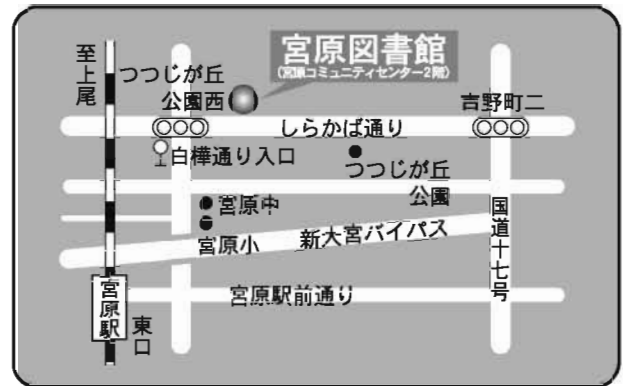 至上尾
宮原図書館
(宮原コミュニティセンター2階)
つつじが丘
公園西
吉野町二
しらかば通り
白樺通り入口
つつじが丘
公園
宮原中
宮原小
新大宮バイパス
国道十七号
宮原駅前通り
宮原駅
東口